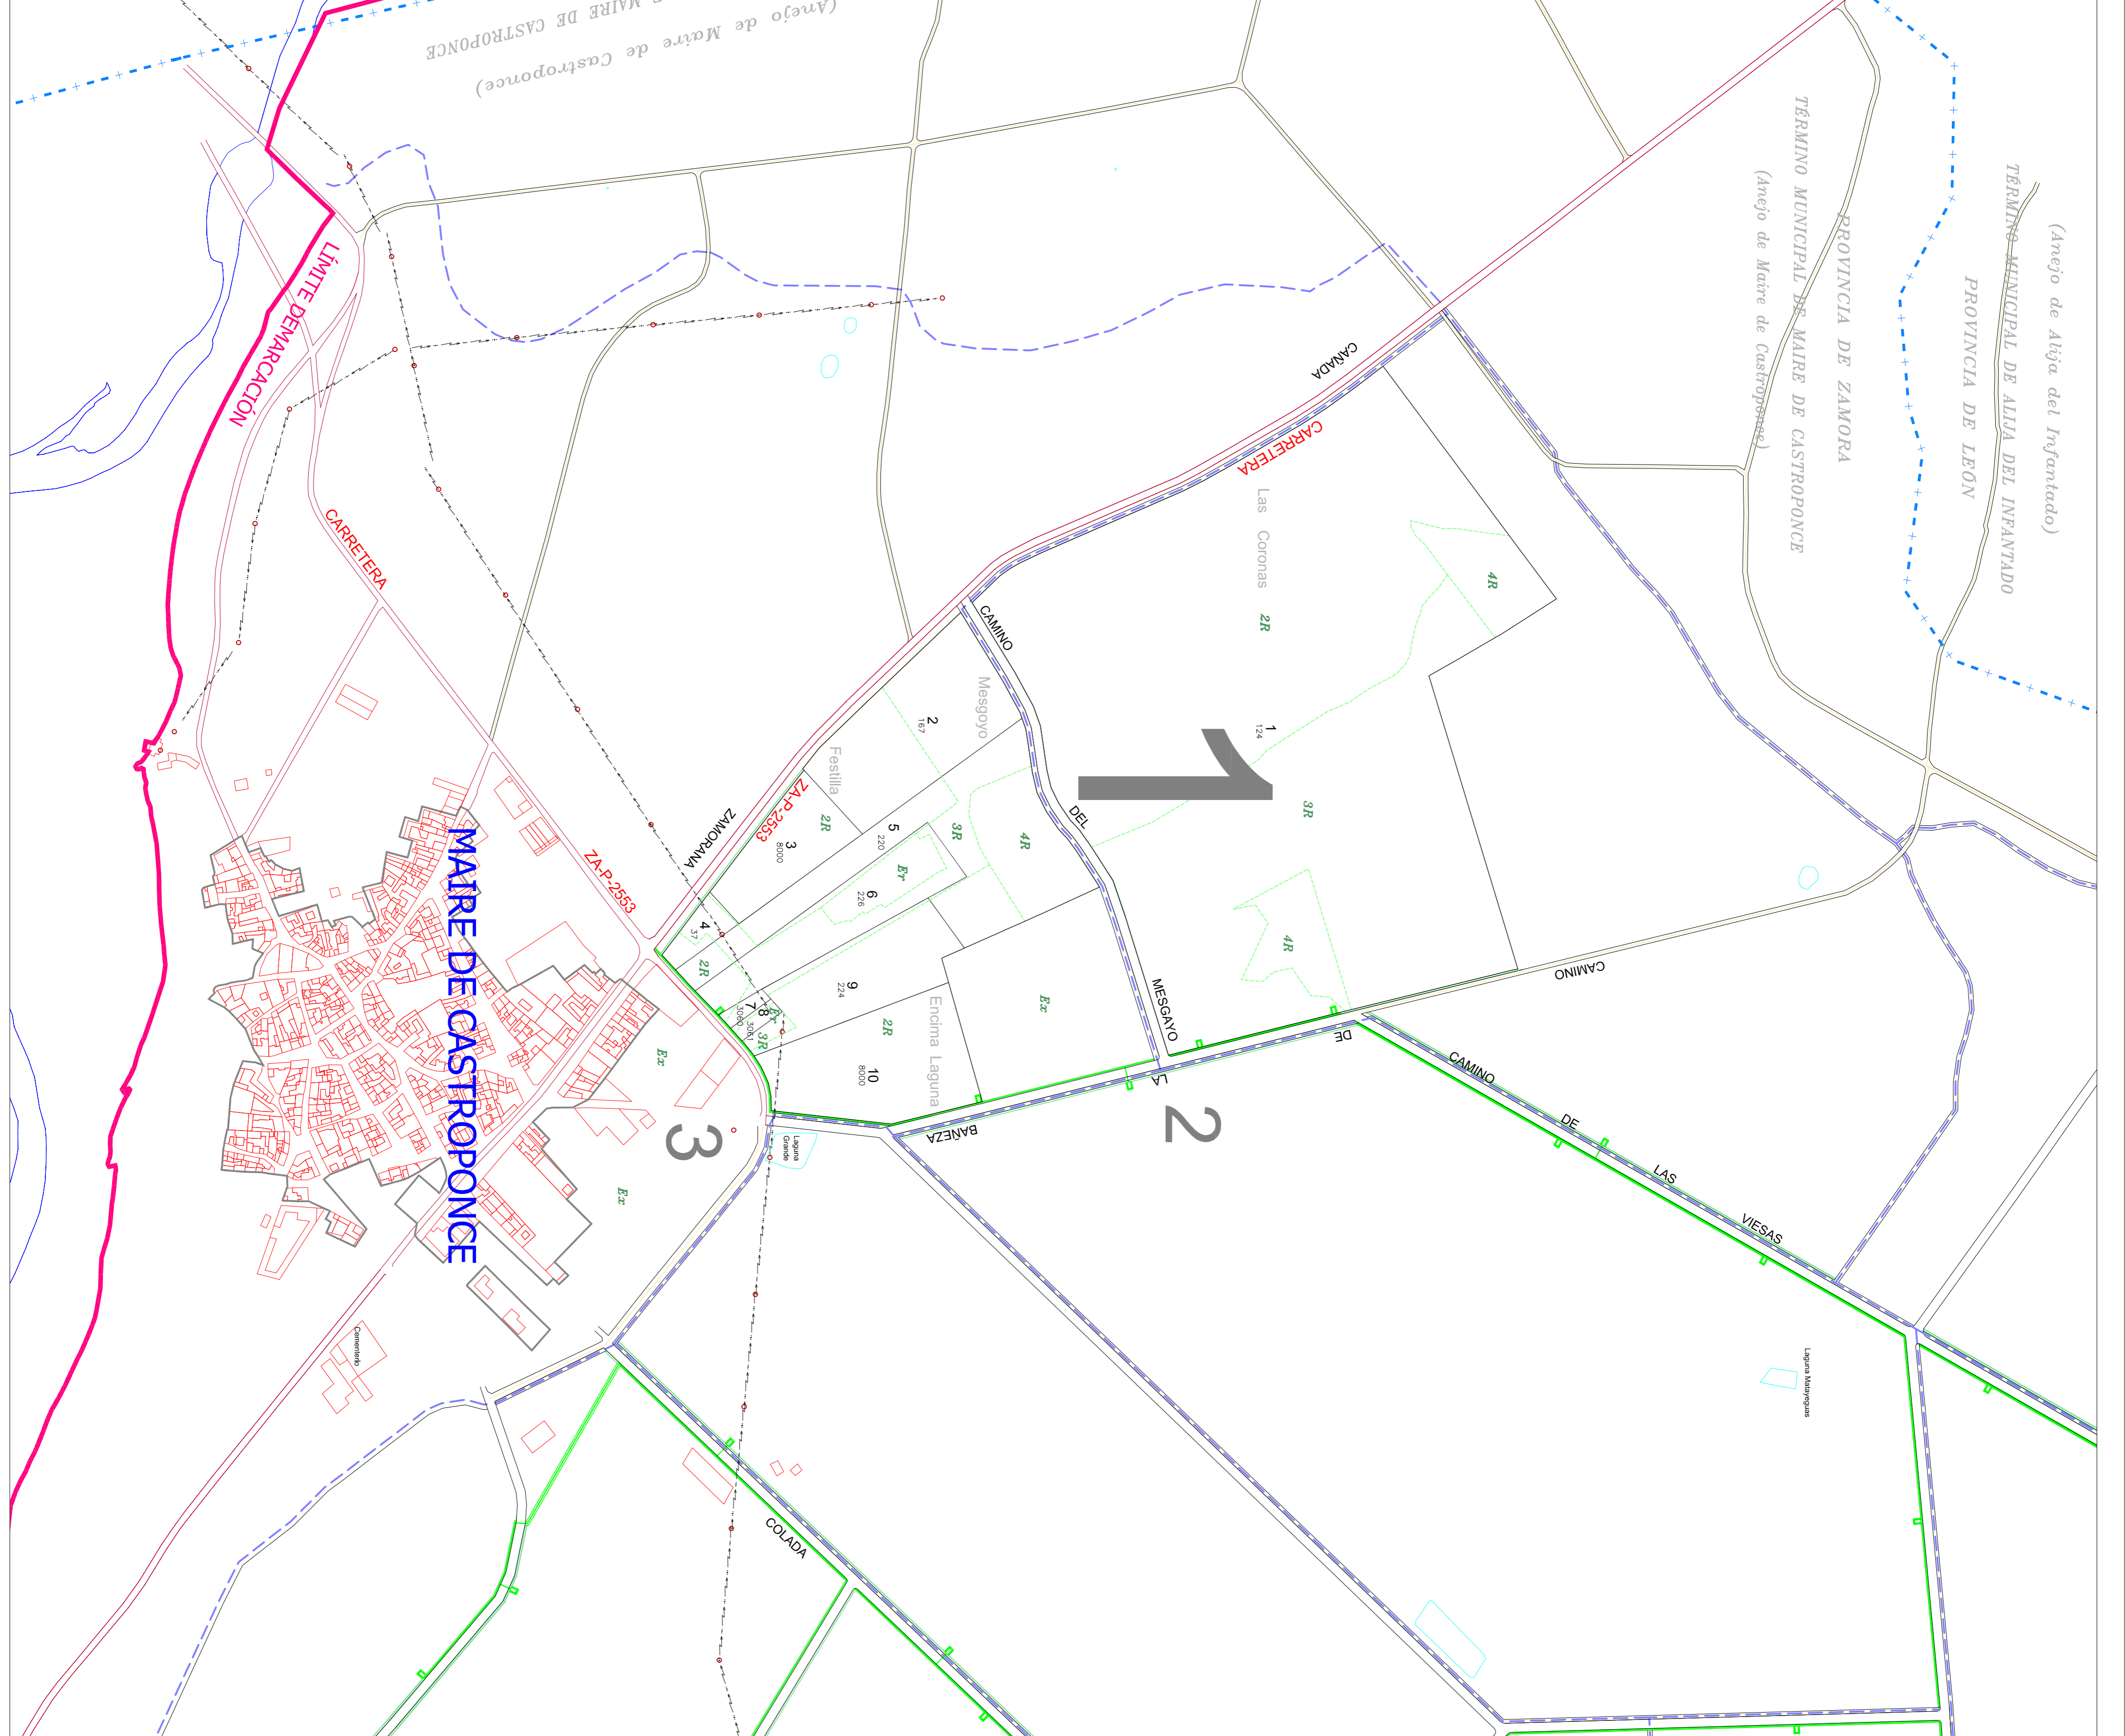 MAIRE DE CASTROPONCE
(Anejo de Maire de Castroponce)
(Anejo de Alija del Infantado)
TÉRMINO MUNICIPAL DE ALIJA DEL INFANTADO
PROVINCIA DE LEÓN
PROVINCIA DE ZAMORA
TÉRMINO MUNICIPAL DE MAIRE DE CASTROPONCE
(Anejo de Maire de Castroponce)
LÍMITE DEMARCACIÓN
CAÑADA
CARRETERA
Las Coronas
2R
4R
CARRETERA
CAMINO
Mesgoyo
2
167
1
124
1
3R
Festilla
ZA-P-2553
2R
3
8000
ZAMORANA
5
220
3R
4R
DEL
Er
6
226
ZA-P-2553
4
37
2R
4R
CAMINO
MESGAYO
9
224
Ex
Encima Laguna
2R
7
3060
8
3061
Er
3R
10
8000
DE
LA
BAÑEZA
2
3
Ex
Ex
Laguna
Grande
MAIRE DE CASTROPONCE
CAMINO
DE
LAS
VIESAS
Cementerio
Laguna Matayeguas
COLADA